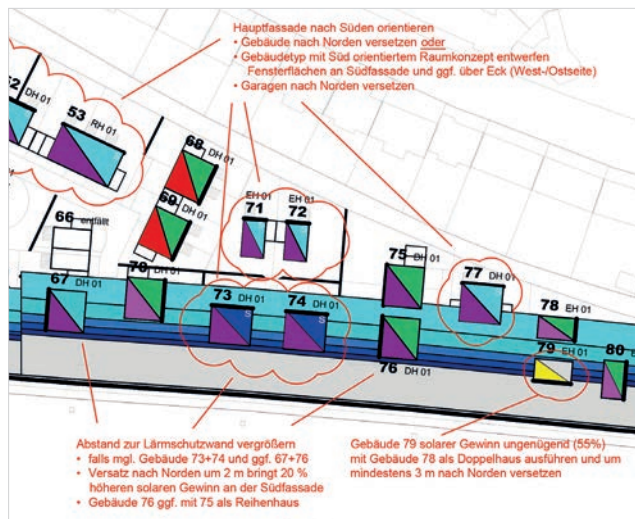 Hauptfassade nach Süden orientieren
• Gebäude nach Norden versetzen oder
• Gebäudetyp mit Süd orientiertem Raumkonzept entwerfen
Fensterflächen an Südfassade und ggf. über Eck (West-/Ostseite)
• Garagen nach Norden versetzen
52 DH 01
53 RH 01
68 DH 01
69 DH 01
71 EH 01
72 EH 01
66 entfällt
67 DH 01
70 DH 01
73 DH 01
S
74 DH 01
S
75 DH 01
76 DH 01
77 DH 01
78 EH 01
79 EH 01
80
Abstand zur Lärmschutzwand vergrößern
• falls mgl. Gebäude 73+74 und ggf. 67+76
• Versatz nach Norden um 2 m bringt 20 %
höheren solaren Gewinn an der Südfassade
• Gebäude 76 ggf. mit 75 als Reihenhaus
Gebäude 79 solarer Gewinn ungenügend (55%)
mit Gebäude 78 als Doppelhaus ausführen und um
mindestens 3 m nach Norden versetzen